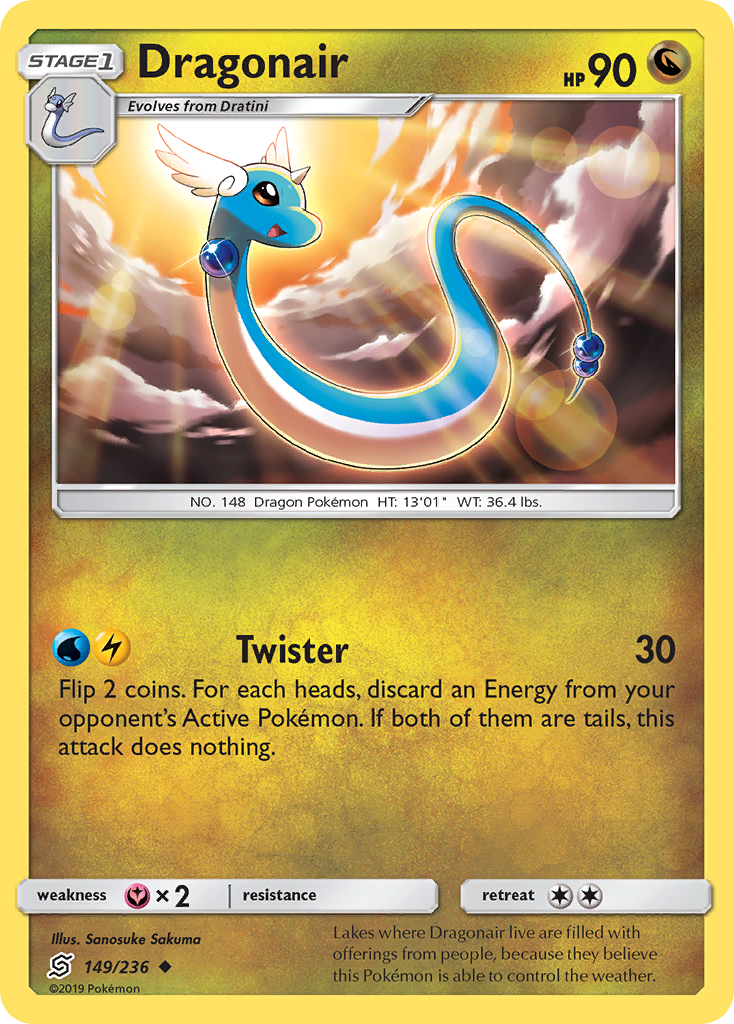 STAGE1
Dragonair
HP90
Evolves from Dratini
NO. 148 Dragon Pokémon HT: 13'01" WT: 36.4 lbs.
Twister 30
Flip 2 coins. For each heads, discard an Energy from your
opponent's Active Pokémon. If both of them are tails, this
attack does nothing.
weakness ×2 resistance retreat
Illus. Sanosuke Sakuma
149/236
©2019 Pokémon
Lakes where Dragonair live are filled with
offerings from people, because they believe
this Pokémon is able to control the weather.